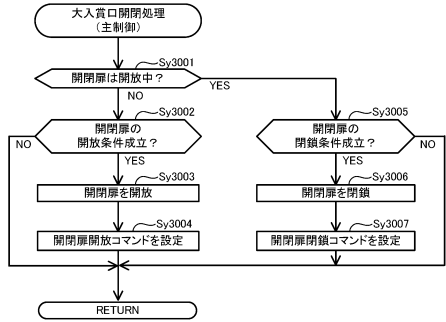 大入賞口開閉処理
（主制御）
Sy3001
開閉扉は開放中？
YES
NO
Sy3002
開閉扉の
開放条件成立？
NO
YES
Sy3005
開閉扉の
閉鎖条件成立？
YES
NO
Sy3003
開閉扉を開放
Sy3006
開閉扉を閉鎖
Sy3004
開閉扉開放コマンドを設定
Sy3007
開閉扉閉鎖コマンドを設定
RETURN